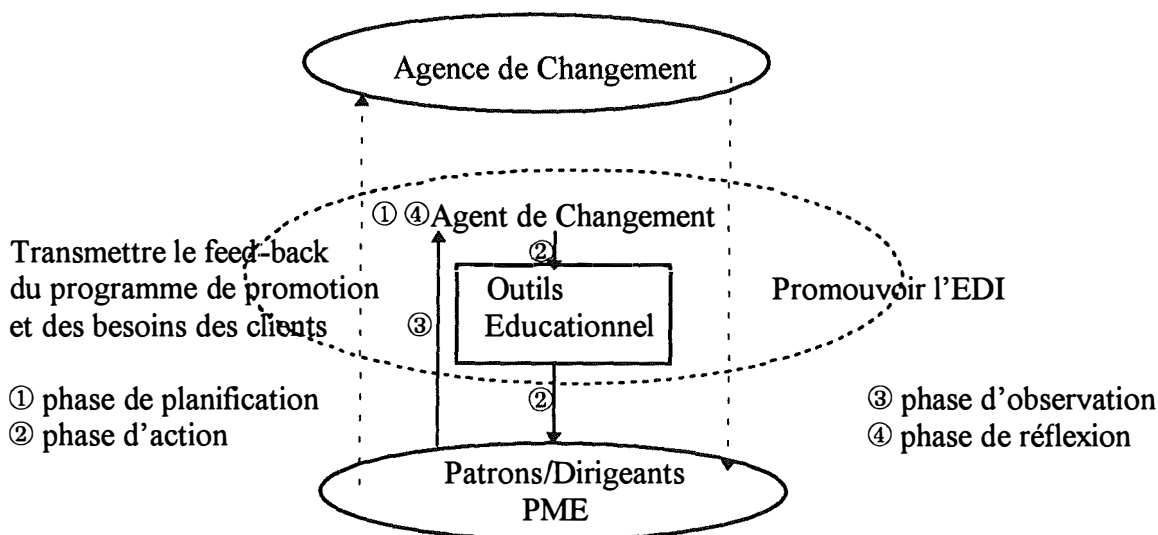 Agence de Changement
① ④Agent de Changement
Transmettre le feed-back
du programme de promotion
et des besoins des clients
②
Outils
Educationnel
③
Promouvoir l'EDI
① phase de planification
② phase d'action
②
③ phase d'observation
④ phase de réflexion
Patrons/Dirigeants
PME